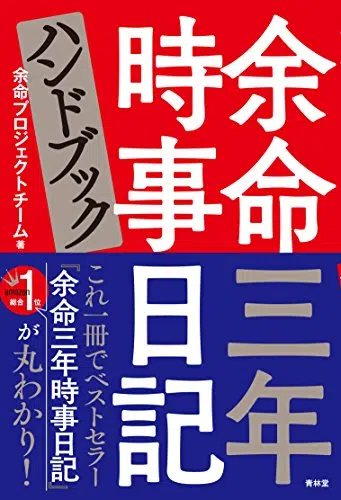 余命三年
時事日記
ハンドブック
余命プロジェクトチーム 著
これ一冊でベストセラー
『余命三年時事日記』
が丸わかり！
amazon
総合1位
青林堂